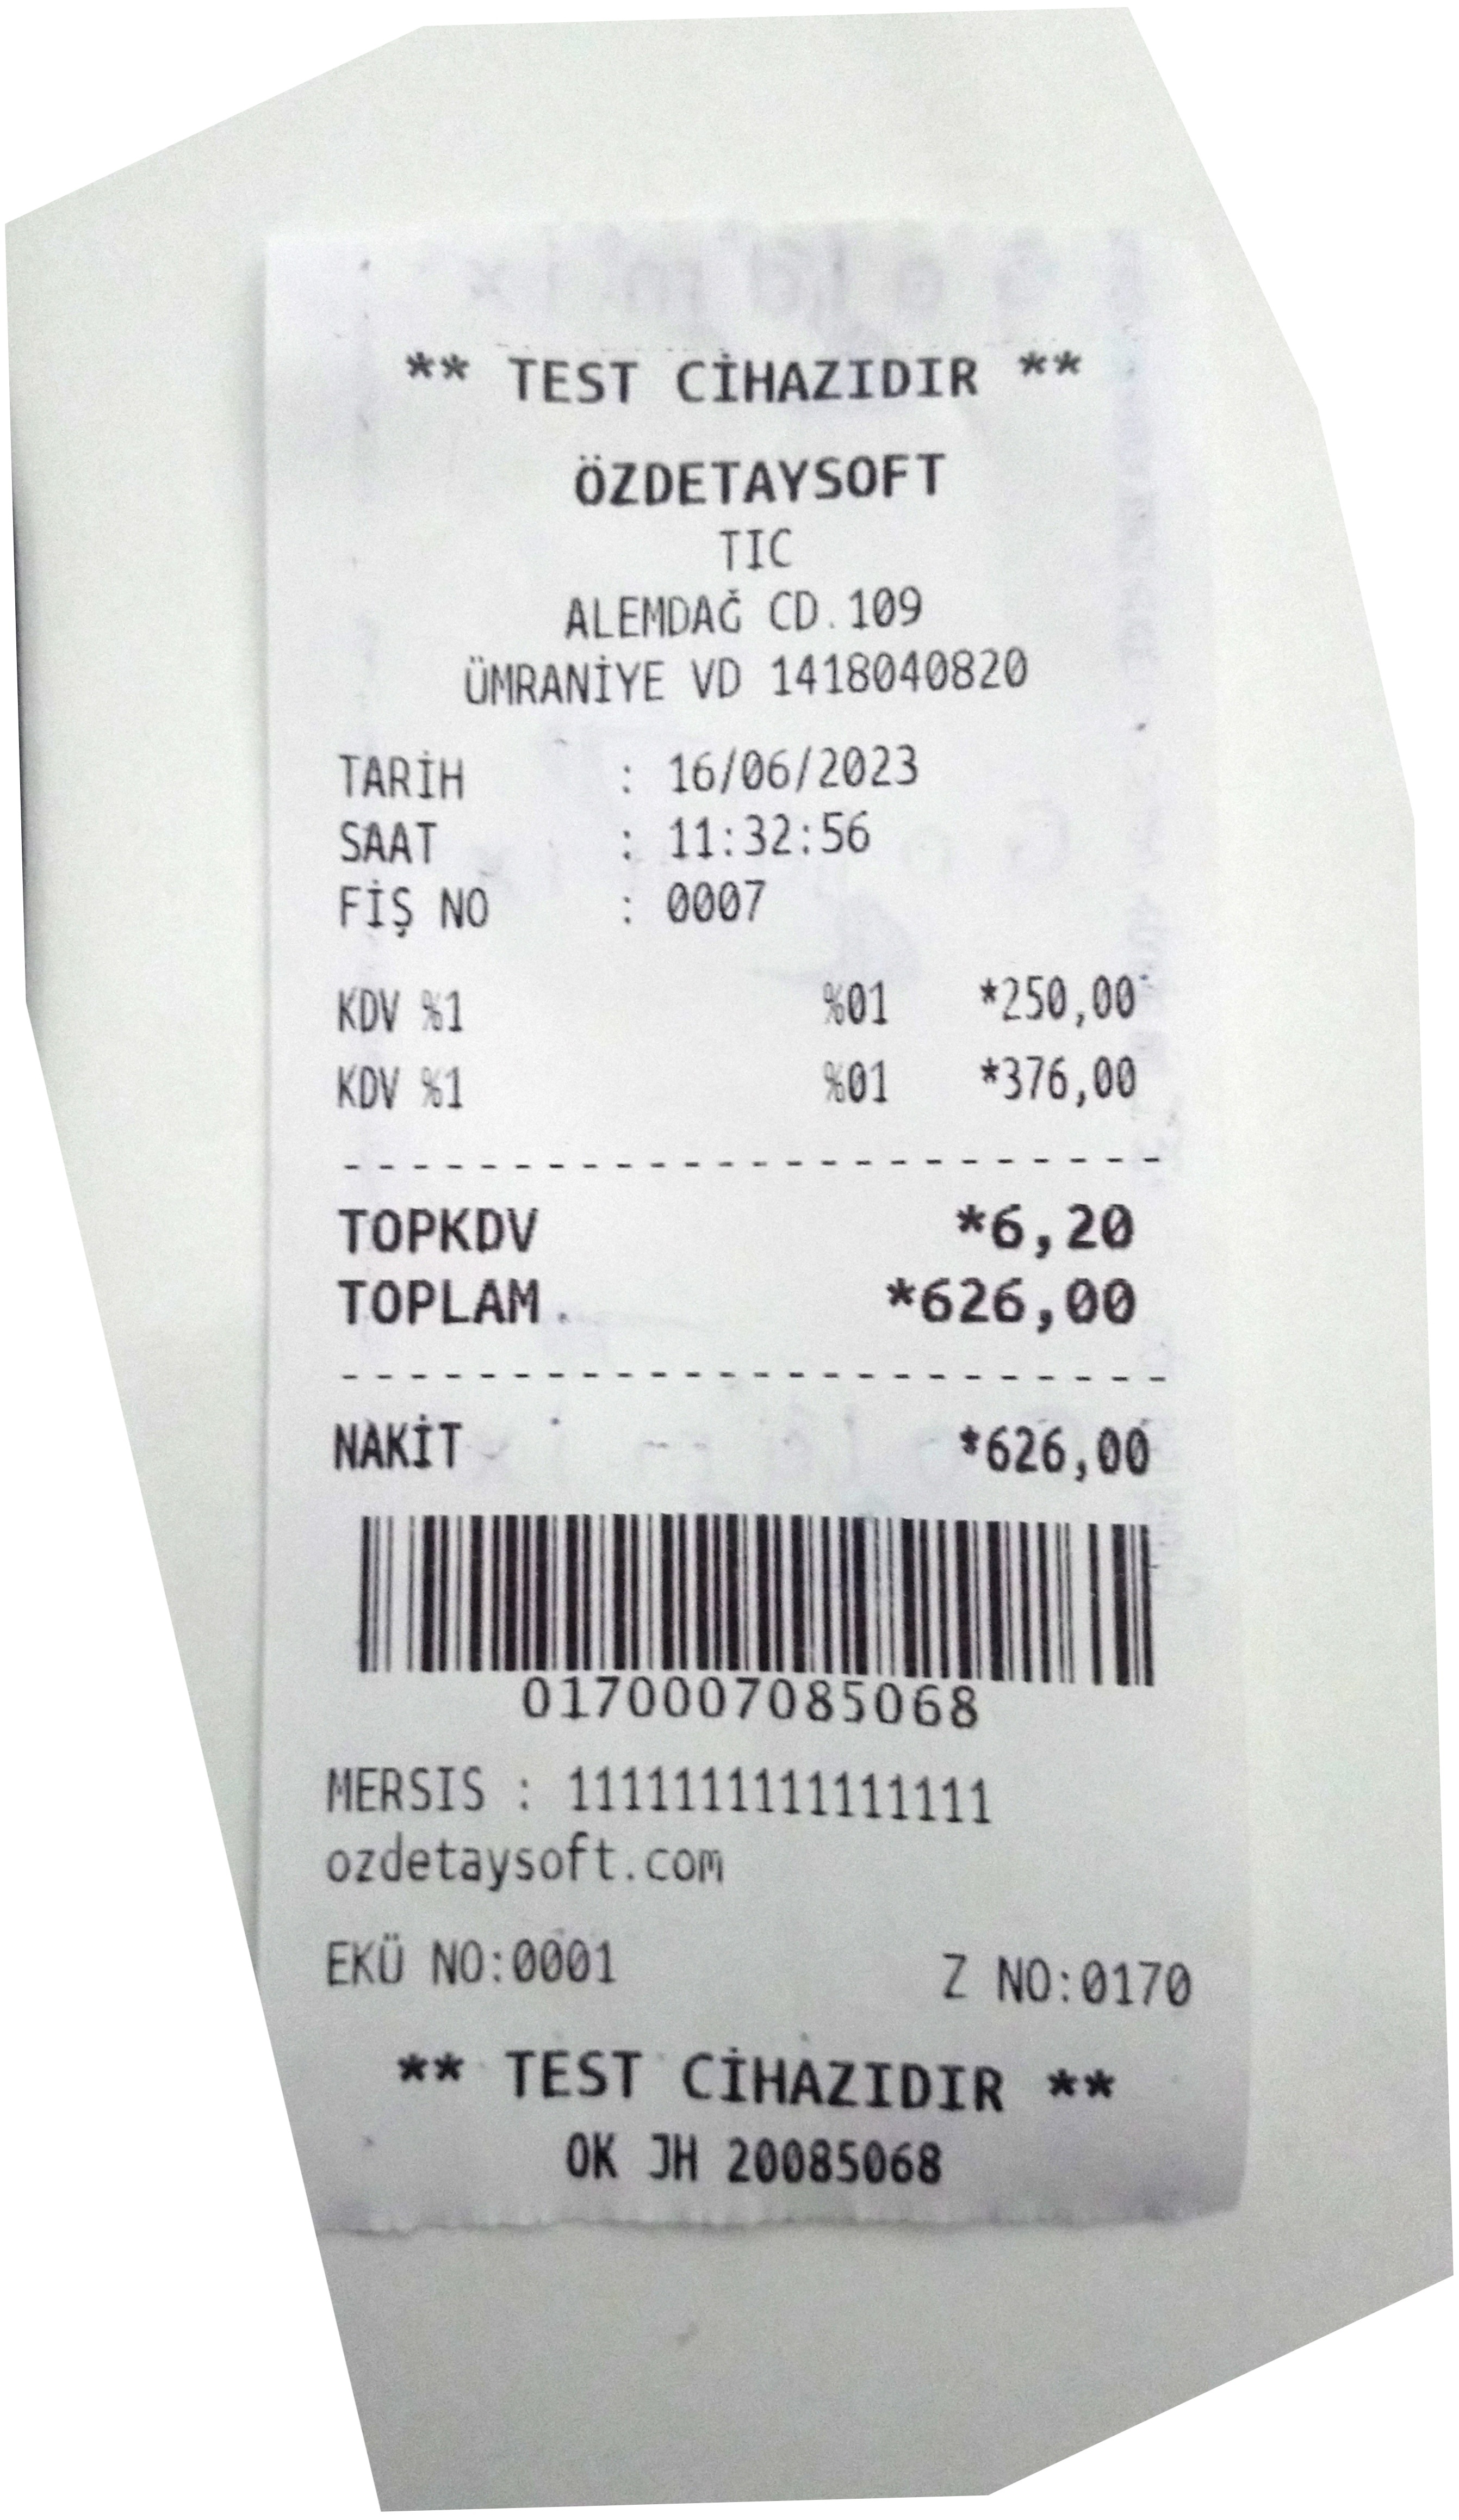 ** TEST CİHAZIDIR **
ÖZDETAYSOFT
TIC
ALEMDAĞ CD.109
ÜMRANİYE VD 1418040820
TARİH : 16/06/2023
SAAT : 11:32:56
FİŞ NO : 0007
KDV %1 %01 *250,00
KDV %1 %01 *376,00
--------------------------
TOPKDV *6,20
TOPLAM *626,00
--------------------------
NAKİT *626,00
0170007085068
MERSIS : 1111111111111111
ozdetaysoft.com
EKÜ NO:0001 Z NO:0170
** TEST CİHAZIDIR **
OK JH 20085068